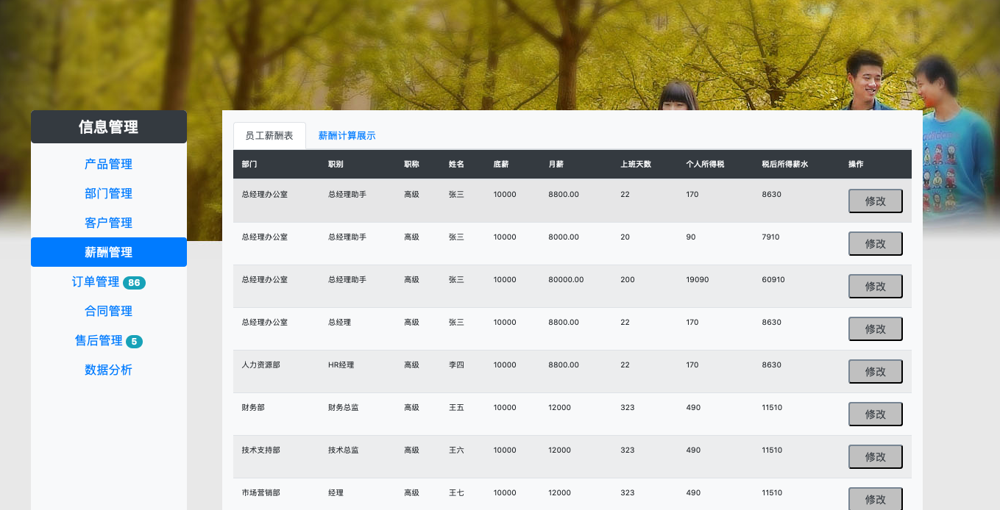 信息管理
产品管理
部门管理
客户管理
薪酬管理
订单管理 86
合同管理
售后管理 5
数据分析
员工薪酬表 薪酬计算展示
部门 职别 职称 姓名 底薪 月薪 上班天数 个人所得税 税后所得薪水 操作
总经理办公室 总经理助手 高级 张三 10000 8800.00 22 170 8630 修改
总经理办公室 总经理助手 高级 张三 10000 8000.00 20 90 7910 修改
总经理办公室 总经理助手 高级 张三 10000 80000.00 200 19090 60910 修改
总经理办公室 总经理 高级 张三 10000 8800.00 22 170 8630 修改
人力资源部 HR经理 高级 李四 10000 8800.00 22 170 8630 修改
财务部 财务总监 高级 王五 10000 12000 323 490 11510 修改
技术支持部 技术总监 高级 王六 10000 12000 323 490 11510 修改
市场营销部 经理 高级 王七 10000 12000 323 490 11510 修改